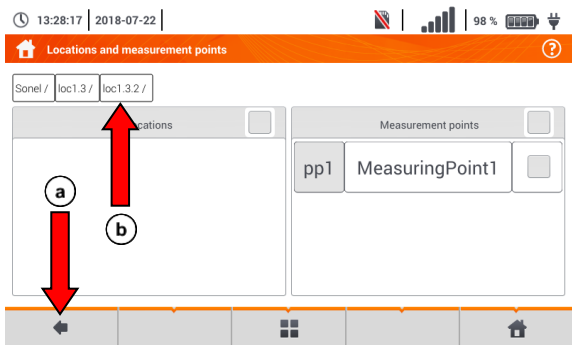 13:28:17 2018-07-22 98 %
Locations and measurement points ?
Sonel / loc1.3 / loc1.3.2 /
cations Measurement points
pp1 MeasuringPoint1
a
b